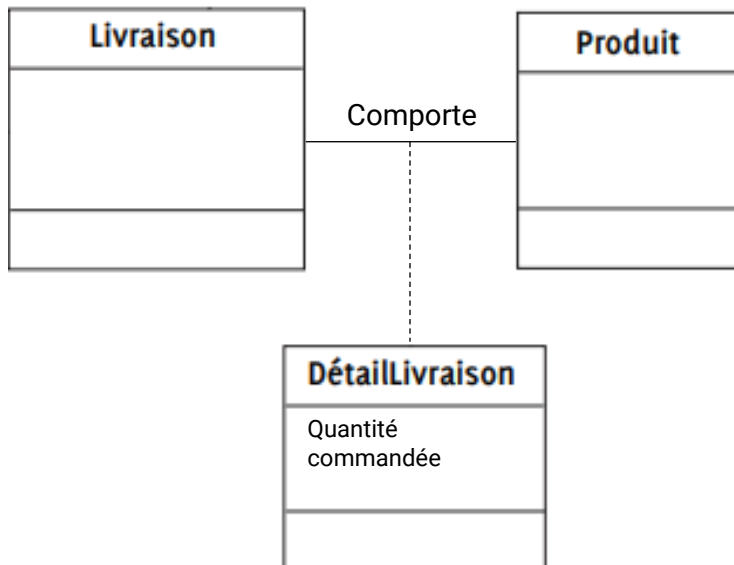 Livraison
Produit
Comporte
DétailLivraison
Quantité
commandée